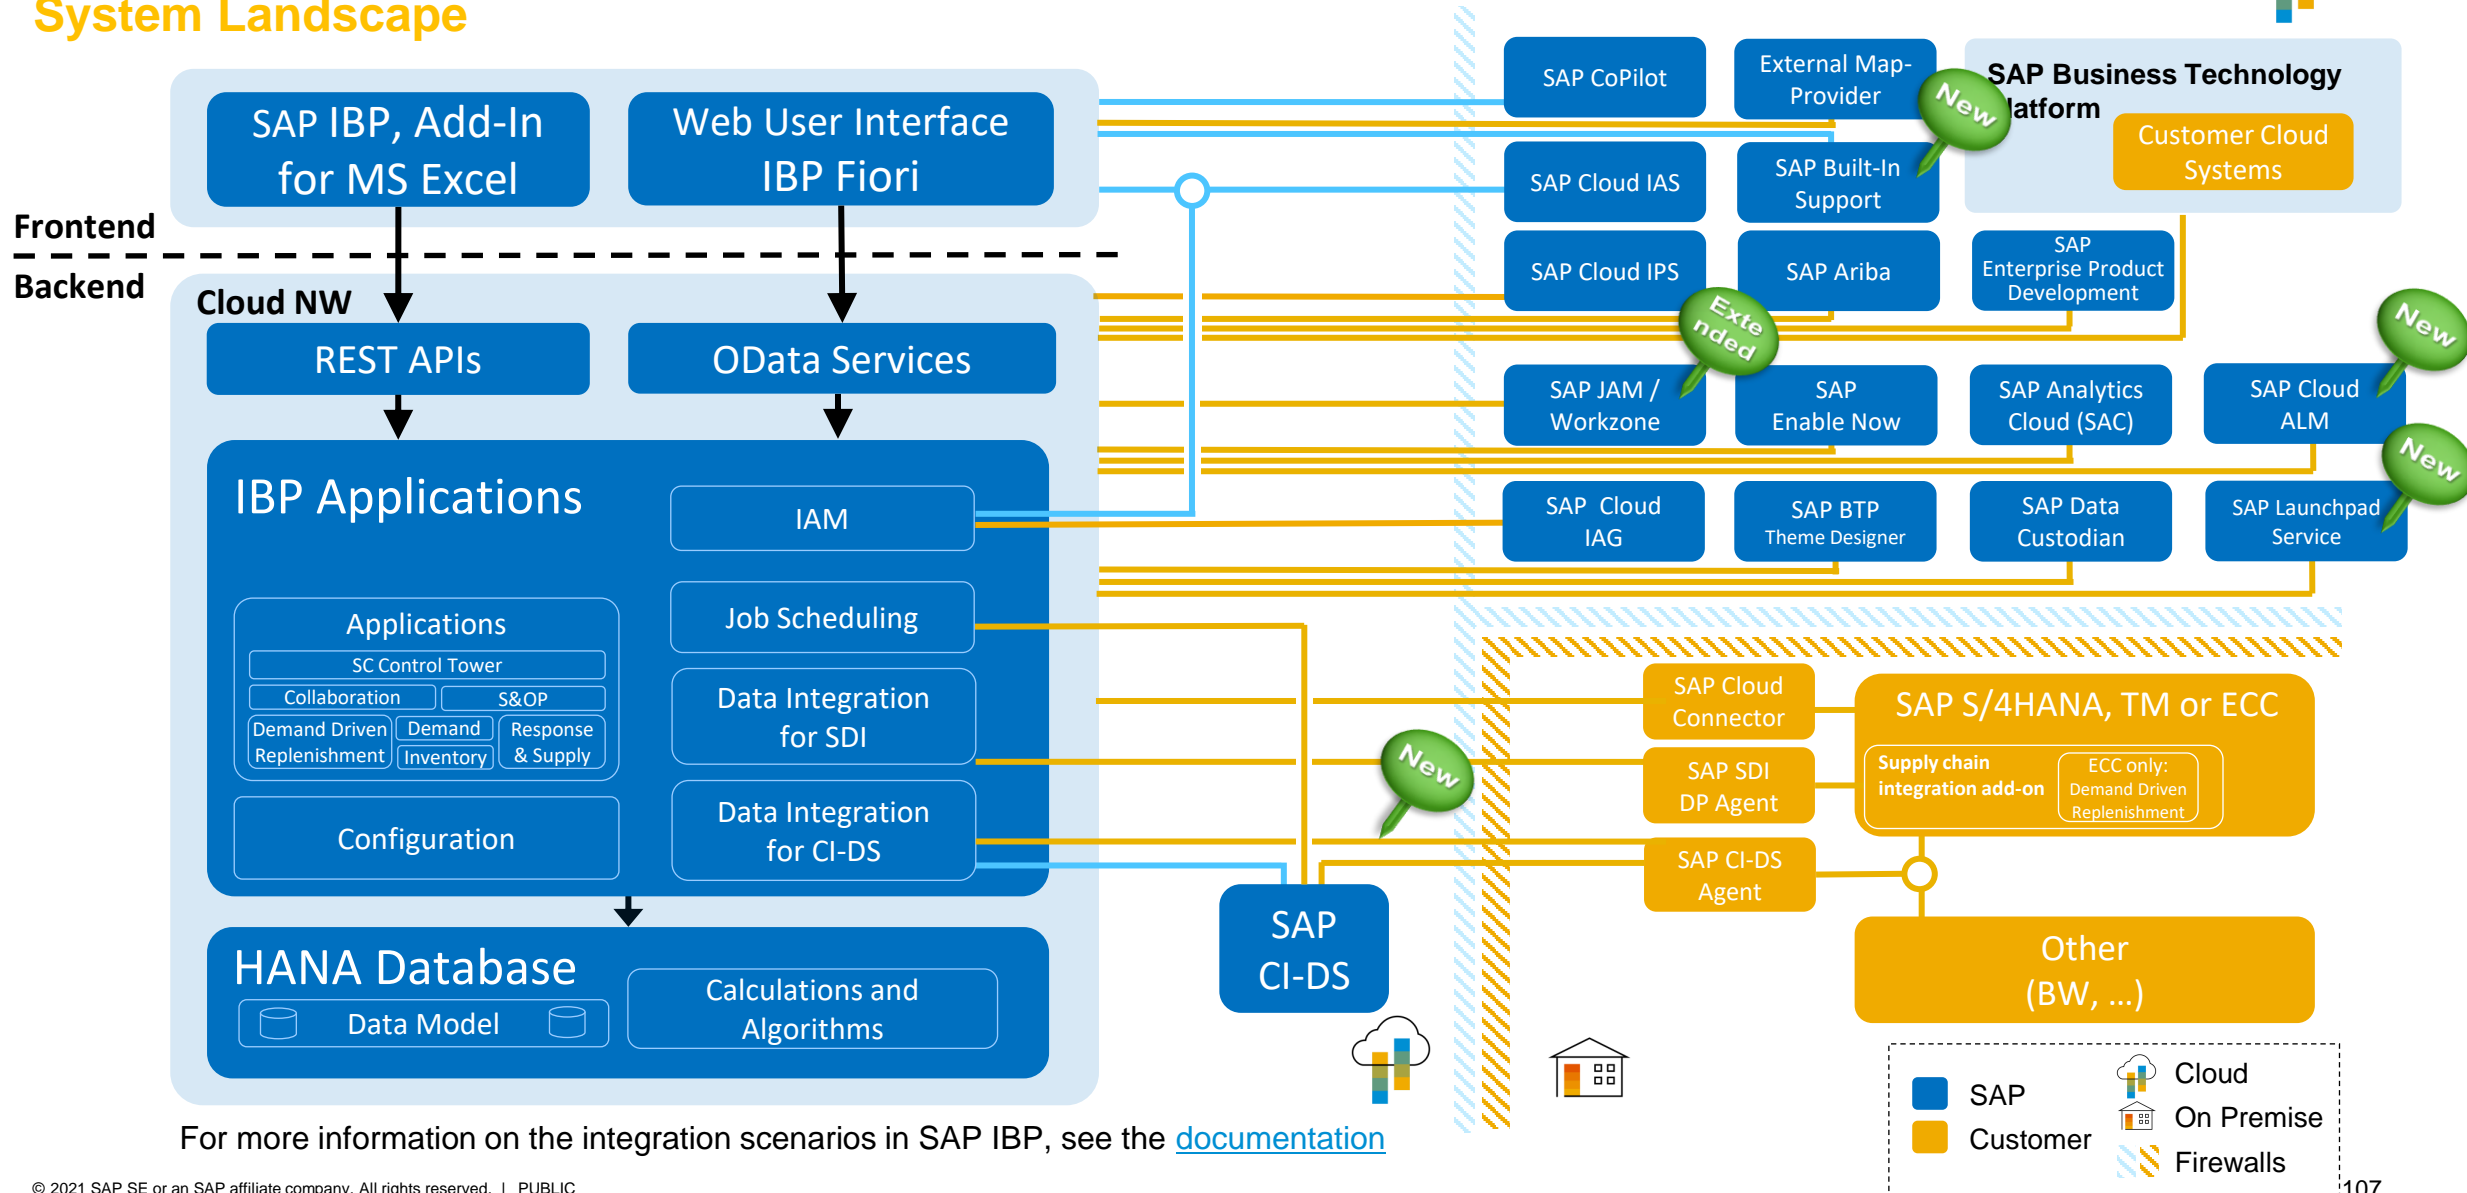 System Landscape
SAP IBP, Add-In
for MS Excel
Web User Interface
IBP Fiori
Frontend
Backend
Cloud NW
REST APIs
OData Services
IBP Applications
IAM
Job Scheduling
Data Integration
for SDI
Data Integration
for CI-DS
Applications
SC Control Tower
Collaboration
S&OP
Demand Driven
Replenishment
Demand
Inventory
Response
& Supply
Configuration
HANA Database
Data Model
Calculations and
Algorithms
SAP
CI-DS
SAP CoPilot
External Map-
Provider
New
SAP Business Technology
latform
Customer Cloud
Systems
SAP Cloud IAS
SAP Built-In
Support
SAP Cloud IPS
SAP Ariba
SAP
Enterprise Product
Development
Exte
nded
New
SAP JAM /
Workzone
SAP
Enable Now
SAP Analytics
Cloud (SAC)
SAP Cloud
ALM
New
SAP Cloud
IAG
SAP BTP
Theme Designer
SAP Data
Custodian
SAP Launchpad
Service
SAP Cloud
Connector
SAP S/4HANA, TM or ECC
New
SAP SDI
DP Agent
Supply chain
integration add-on
ECC only:
Demand Driven
Replenishment
SAP CI-DS
Agent
Other
(BW, ...)
SAP
Customer
Cloud
On Premise
Firewalls
For more information on the integration scenarios in SAP IBP, see the documentation
© 2021 SAP SE or an SAP affiliate company. All rights reserved. | PUBLIC
107